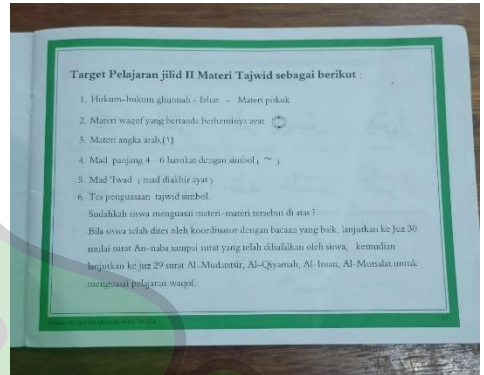 Target Pelajaran jilid II Materi Tajwid sebagai berikut :
1. Hukum-hukum ghunnah - Izhar - Materi pokok
2. Materi waqof yang bertanda berhentinya ayat
3. Materi angka arab,(١)
4. Mad panjang 4 - 6 harokat dengan simbol ( ~ )
5. Mad 'Iwad ( mad diakhir ayat )
6. Tes penguasaan tajwid simbol.
Sudahkah siswa menguasai materi-materi tersebut di atas ?
Bila siswa telah dites oleh koordinator dengan bacaan yang baik, lanjutkan ke Juz 30
mulai surat An-naba sampai surat yang telah dihafalkan oleh siswa, kemudian
lanjutkan ke juz 29 surat Al-Mudatstsir, Al-Qiyamah, Al-Insan, Al-Mursalat untuk
menguasai pelajaran waqof.